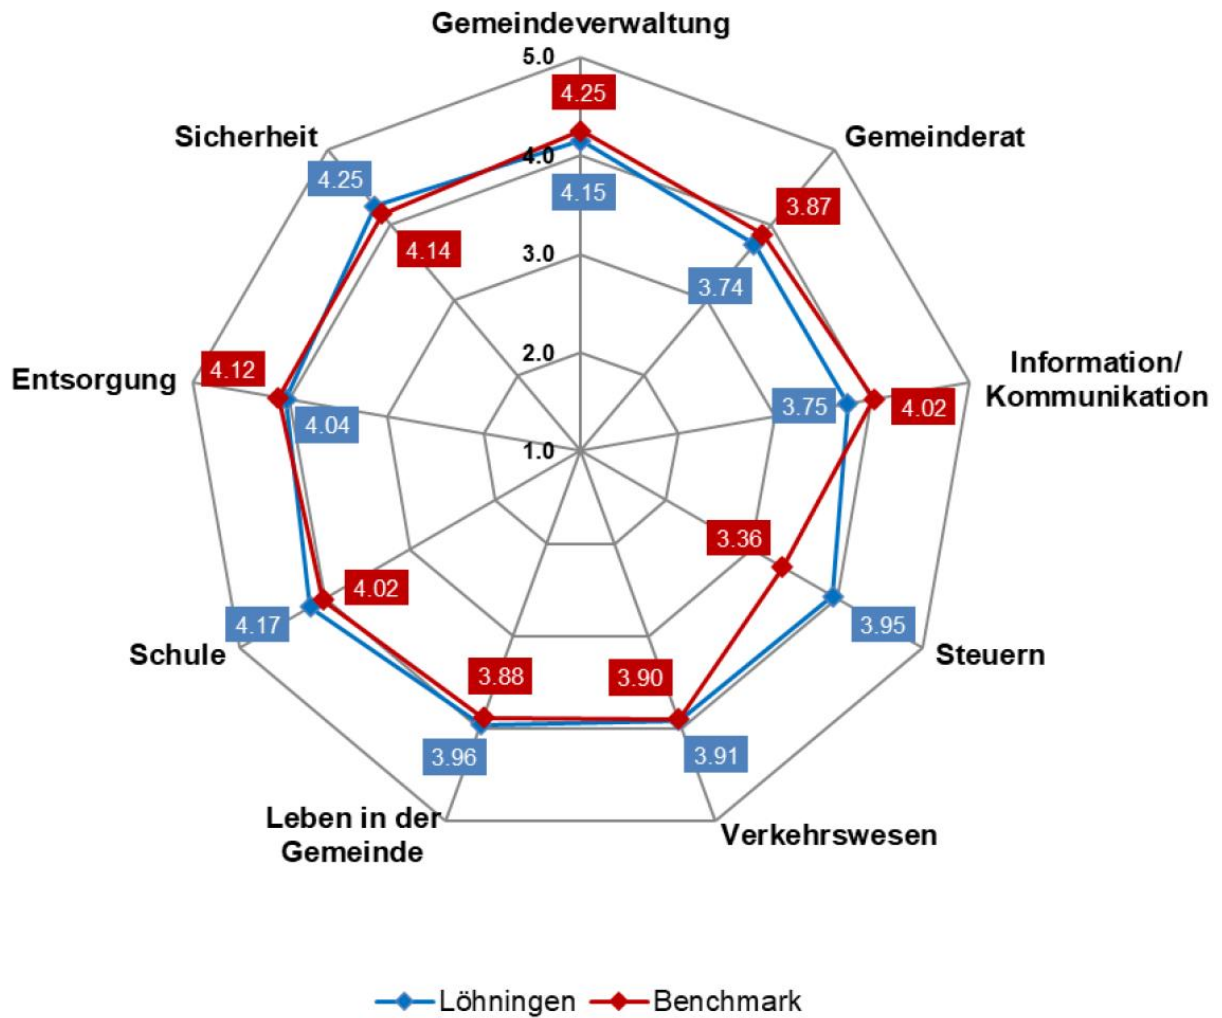 Gemeindeverwaltung
5.0
4.25
Sicherheit
Gemeinderat
4.0
4.25
4.15
3.87
4.14
3.0
3.74
2.0
Information/
Kommunikation
4.12
Entsorgung
3.75
4.02
4.04
1.0
3.36
4.02
4.17
3.95
Schule
Steuern
3.88
3.90
3.96
3.91
Leben in der
Gemeinde
Verkehrswesen
Löhningen
Benchmark